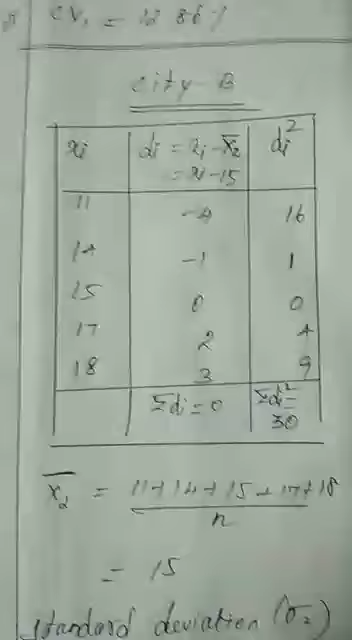 CV₁ = 12.86%
City-B
xi | di = xi - x̄₂ = xi-15 | di²
11 | -4 | 16
14 | -1 | 1
15 | 0 | 0
17 | 2 | 4
18 | 3 | 9
Σdi = 0 | Σdi² = 30
x̄₂ = 11+14+15+17+18 / n
= 15
Standard deviation (σ₂)